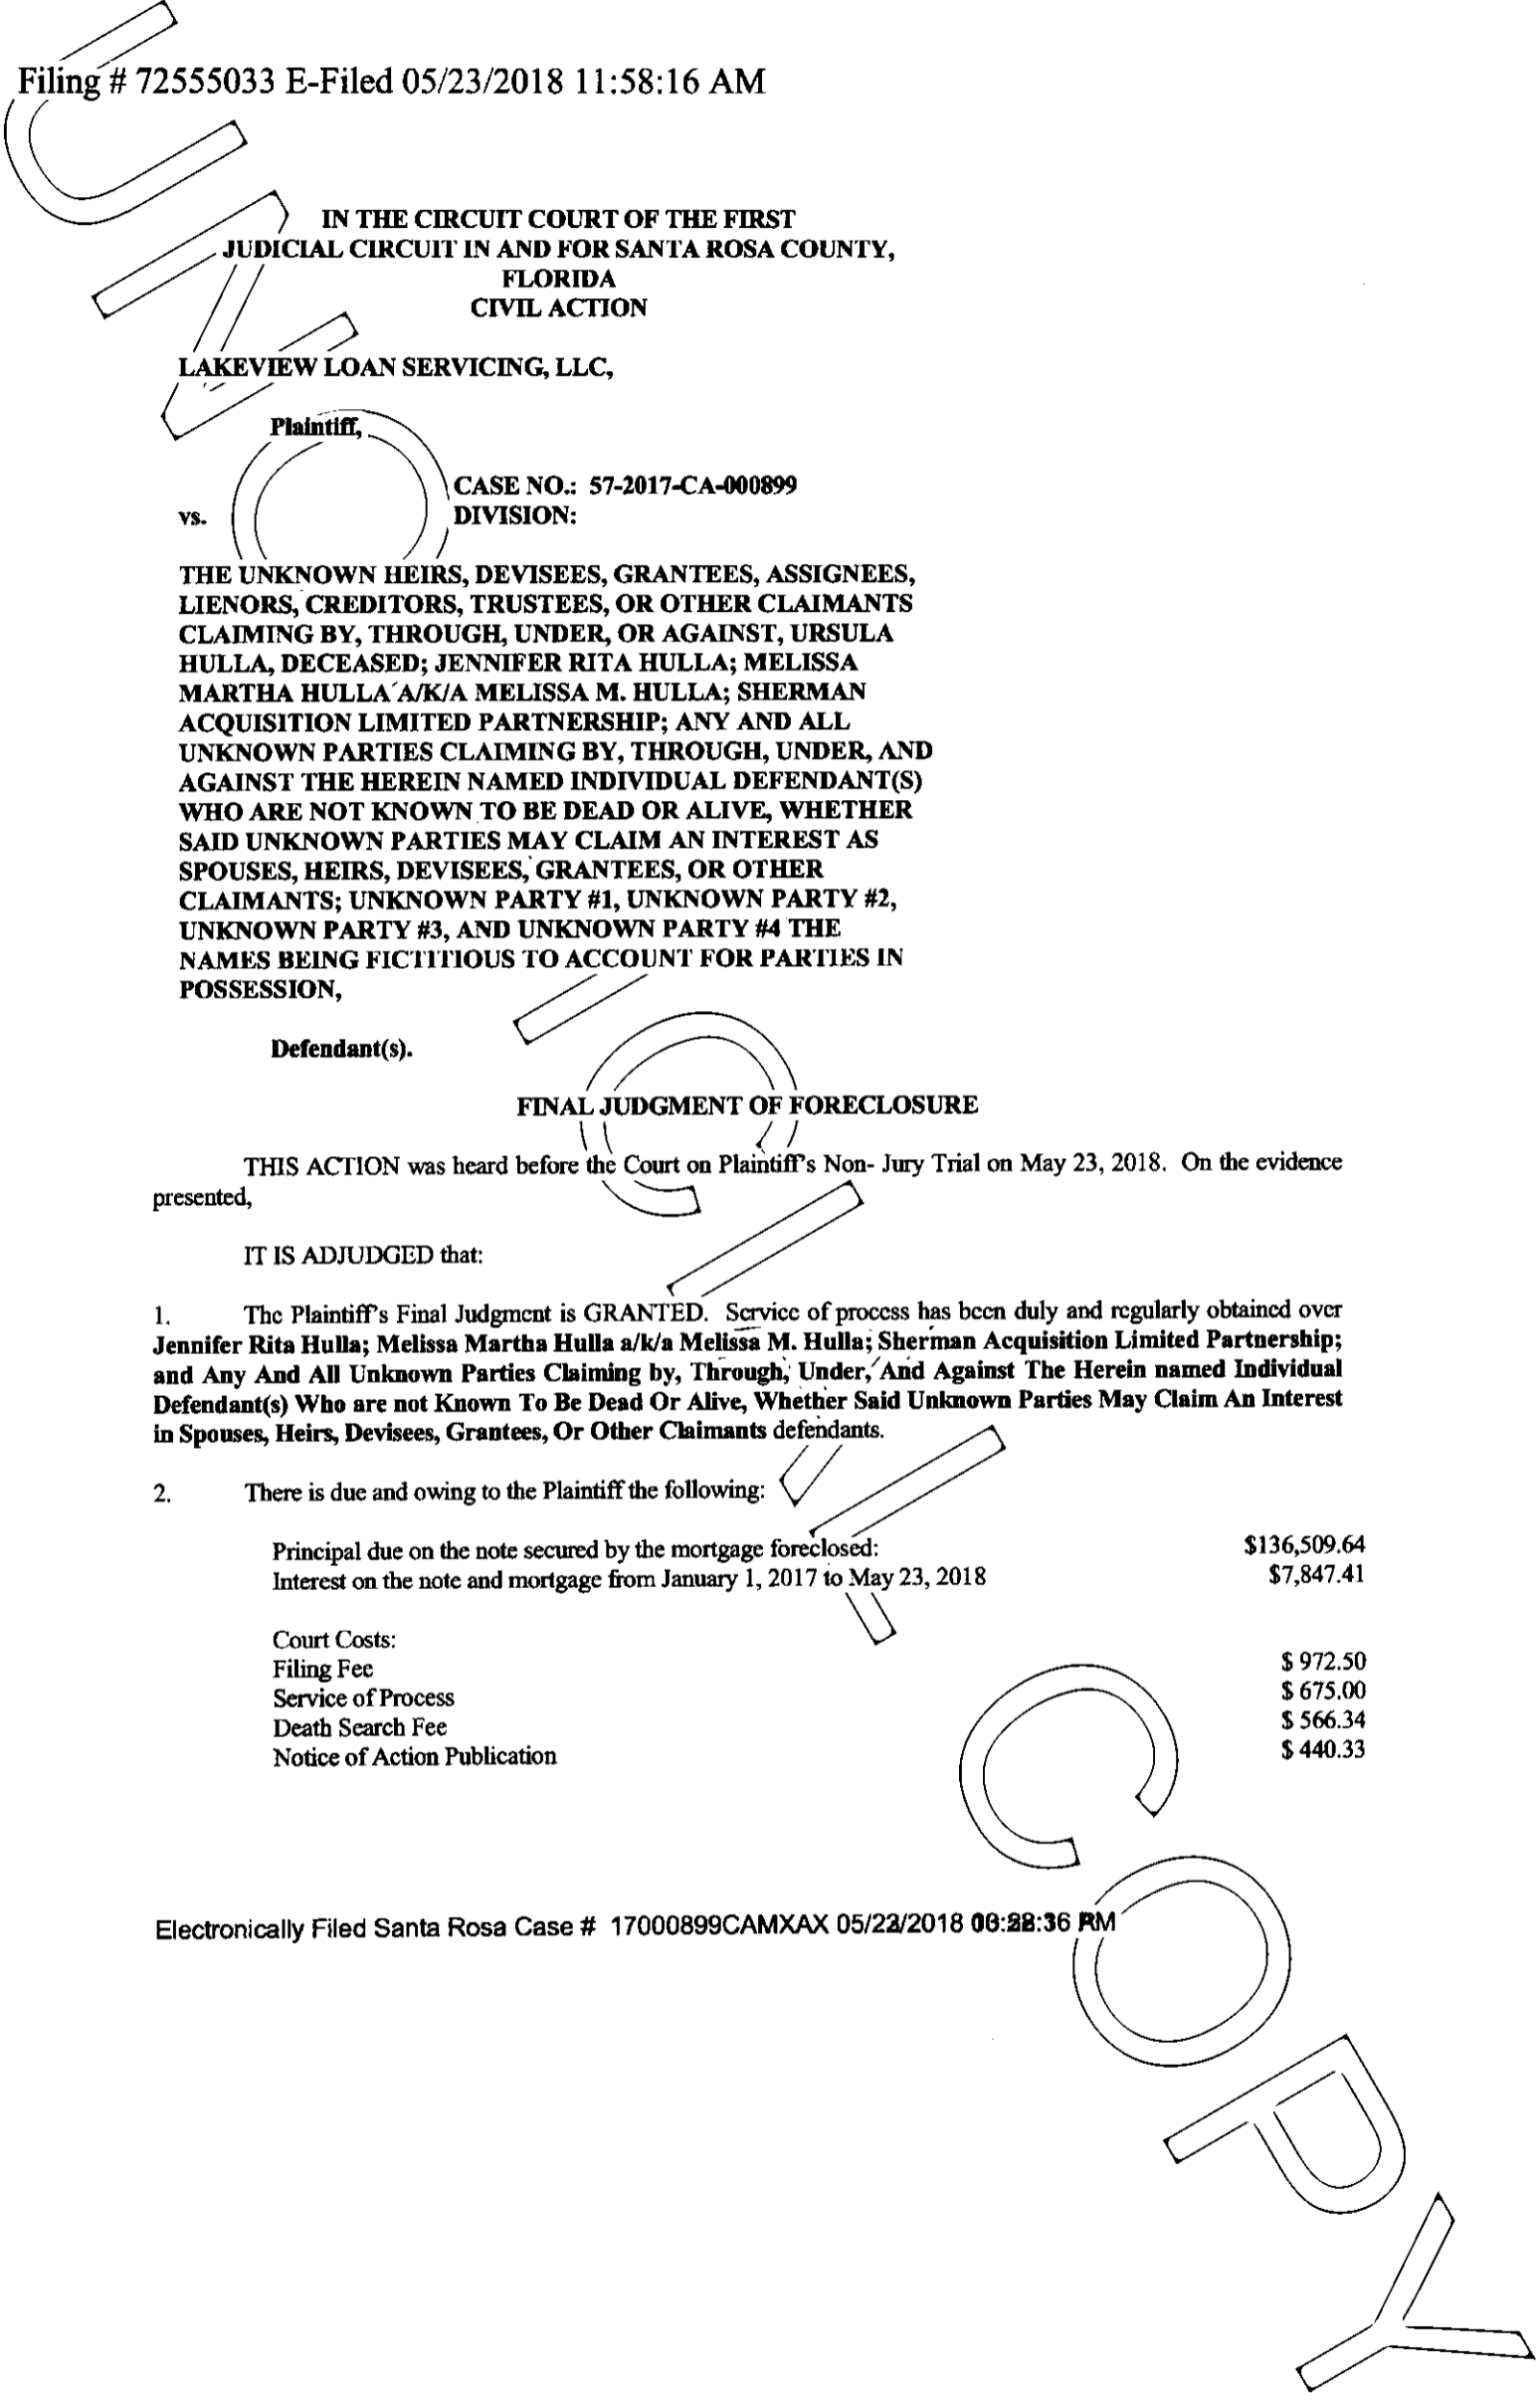 Filing # 72555033 E-Filed 05/23/2018 11:58:16 AM
IN THE CIRCUIT COURT OF THE FIRST
JUDICIAL CIRCUIT IN AND FOR SANTA ROSA COUNTY,
FLORIDA
CIVIL ACTION
LAKEVIEW LOAN SERVICING, LLC,
Plaintiff,
CASE NO.: 57-2017-CA-000899
vs.
DIVISION:
THE UNKNOWN HEIRS, DEVISEES, GRANTEES, ASSIGNEES,
LIENORS, CREDITORS, TRUSTEES, OR OTHER CLAIMANTS
CLAIMING BY, THROUGH, UNDER, OR AGAINST, URSULA
HULLA, DECEASED; JENNIFER RITA HULLA; MELISSA
MARTHA HULLA A/K/A MELISSA M. HULLA; SHERMAN
ACQUISITION LIMITED PARTNERSHIP; ANY AND ALL
UNKNOWN PARTIES CLAIMING BY, THROUGH, UNDER, AND
AGAINST THE HEREIN NAMED INDIVIDUAL DEFENDANT(S)
WHO ARE NOT KNOWN TO BE DEAD OR ALIVE, WHETHER
SAID UNKNOWN PARTIES MAY CLAIM AN INTEREST AS
SPOUSES, HEIRS, DEVISEES, GRANTEES, OR OTHER
CLAIMANTS; UNKNOWN PARTY #1, UNKNOWN PARTY #2,
UNKNOWN PARTY #3, AND UNKNOWN PARTY #4 THE
NAMES BEING FICTITIOUS TO ACCOUNT FOR PARTIES IN
POSSESSION,
Defendant(s).
FINAL JUDGMENT OF FORECLOSURE
THIS ACTION was heard before the Court on Plaintiff's Non- Jury Trial on May 23, 2018. On the evidence
presented,
IT IS ADJUDGED that:
1. The Plaintiff's Final Judgment is GRANTED. Service of process has been duly and regularly obtained over
Jennifer Rita Hulla; Melissa Martha Hulla a/k/a Melissa M. Hulla; Sherman Acquisition Limited Partnership;
and Any And All Unknown Parties Claiming by, Through, Under, And Against The Herein named Individual
Defendant(s) Who are not Known To Be Dead Or Alive, Whether Said Unknown Parties May Claim An Interest
in Spouses, Heirs, Devisees, Grantees, Or Other Claimants defendants.
2. There is due and owing to the Plaintiff the following:
Principal due on the note secured by the mortgage foreclosed: $136,509.64
Interest on the note and mortgage from January 1, 2017 to May 23, 2018 $7,847.41
Court Costs:
Filing Fee $ 972.50
Service of Process $ 675.00
Death Search Fee $ 566.34
Notice of Action Publication $ 440.33
Electronically Filed Santa Rosa Case # 17000899CAMXAX
UNOFFICIAL COPY